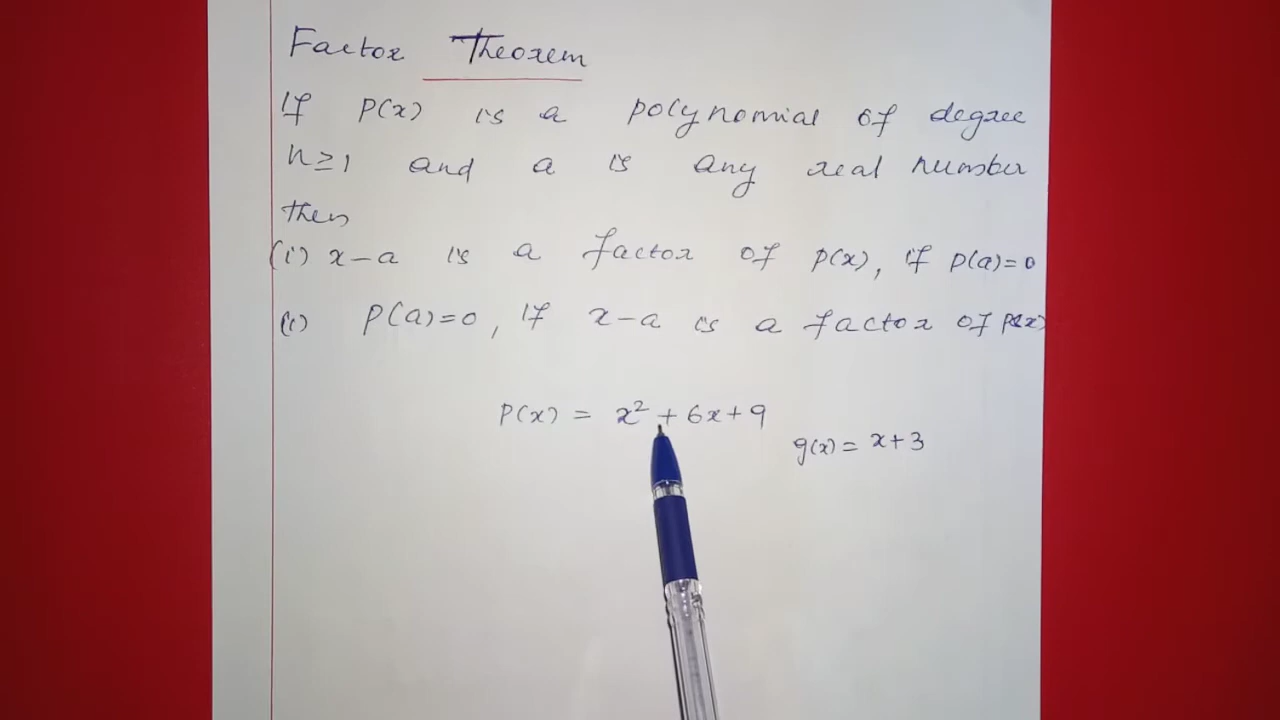 Factor Theorem
If P(x) is a polynomial of degree
n≥1 and a is any real number
then
(i) x-a is a factor of p(x), if p(a)=0
(i) P(a)=0, If x-a is a factor of p(x)
P(x) = x²+6x+9
g(x)= x+3